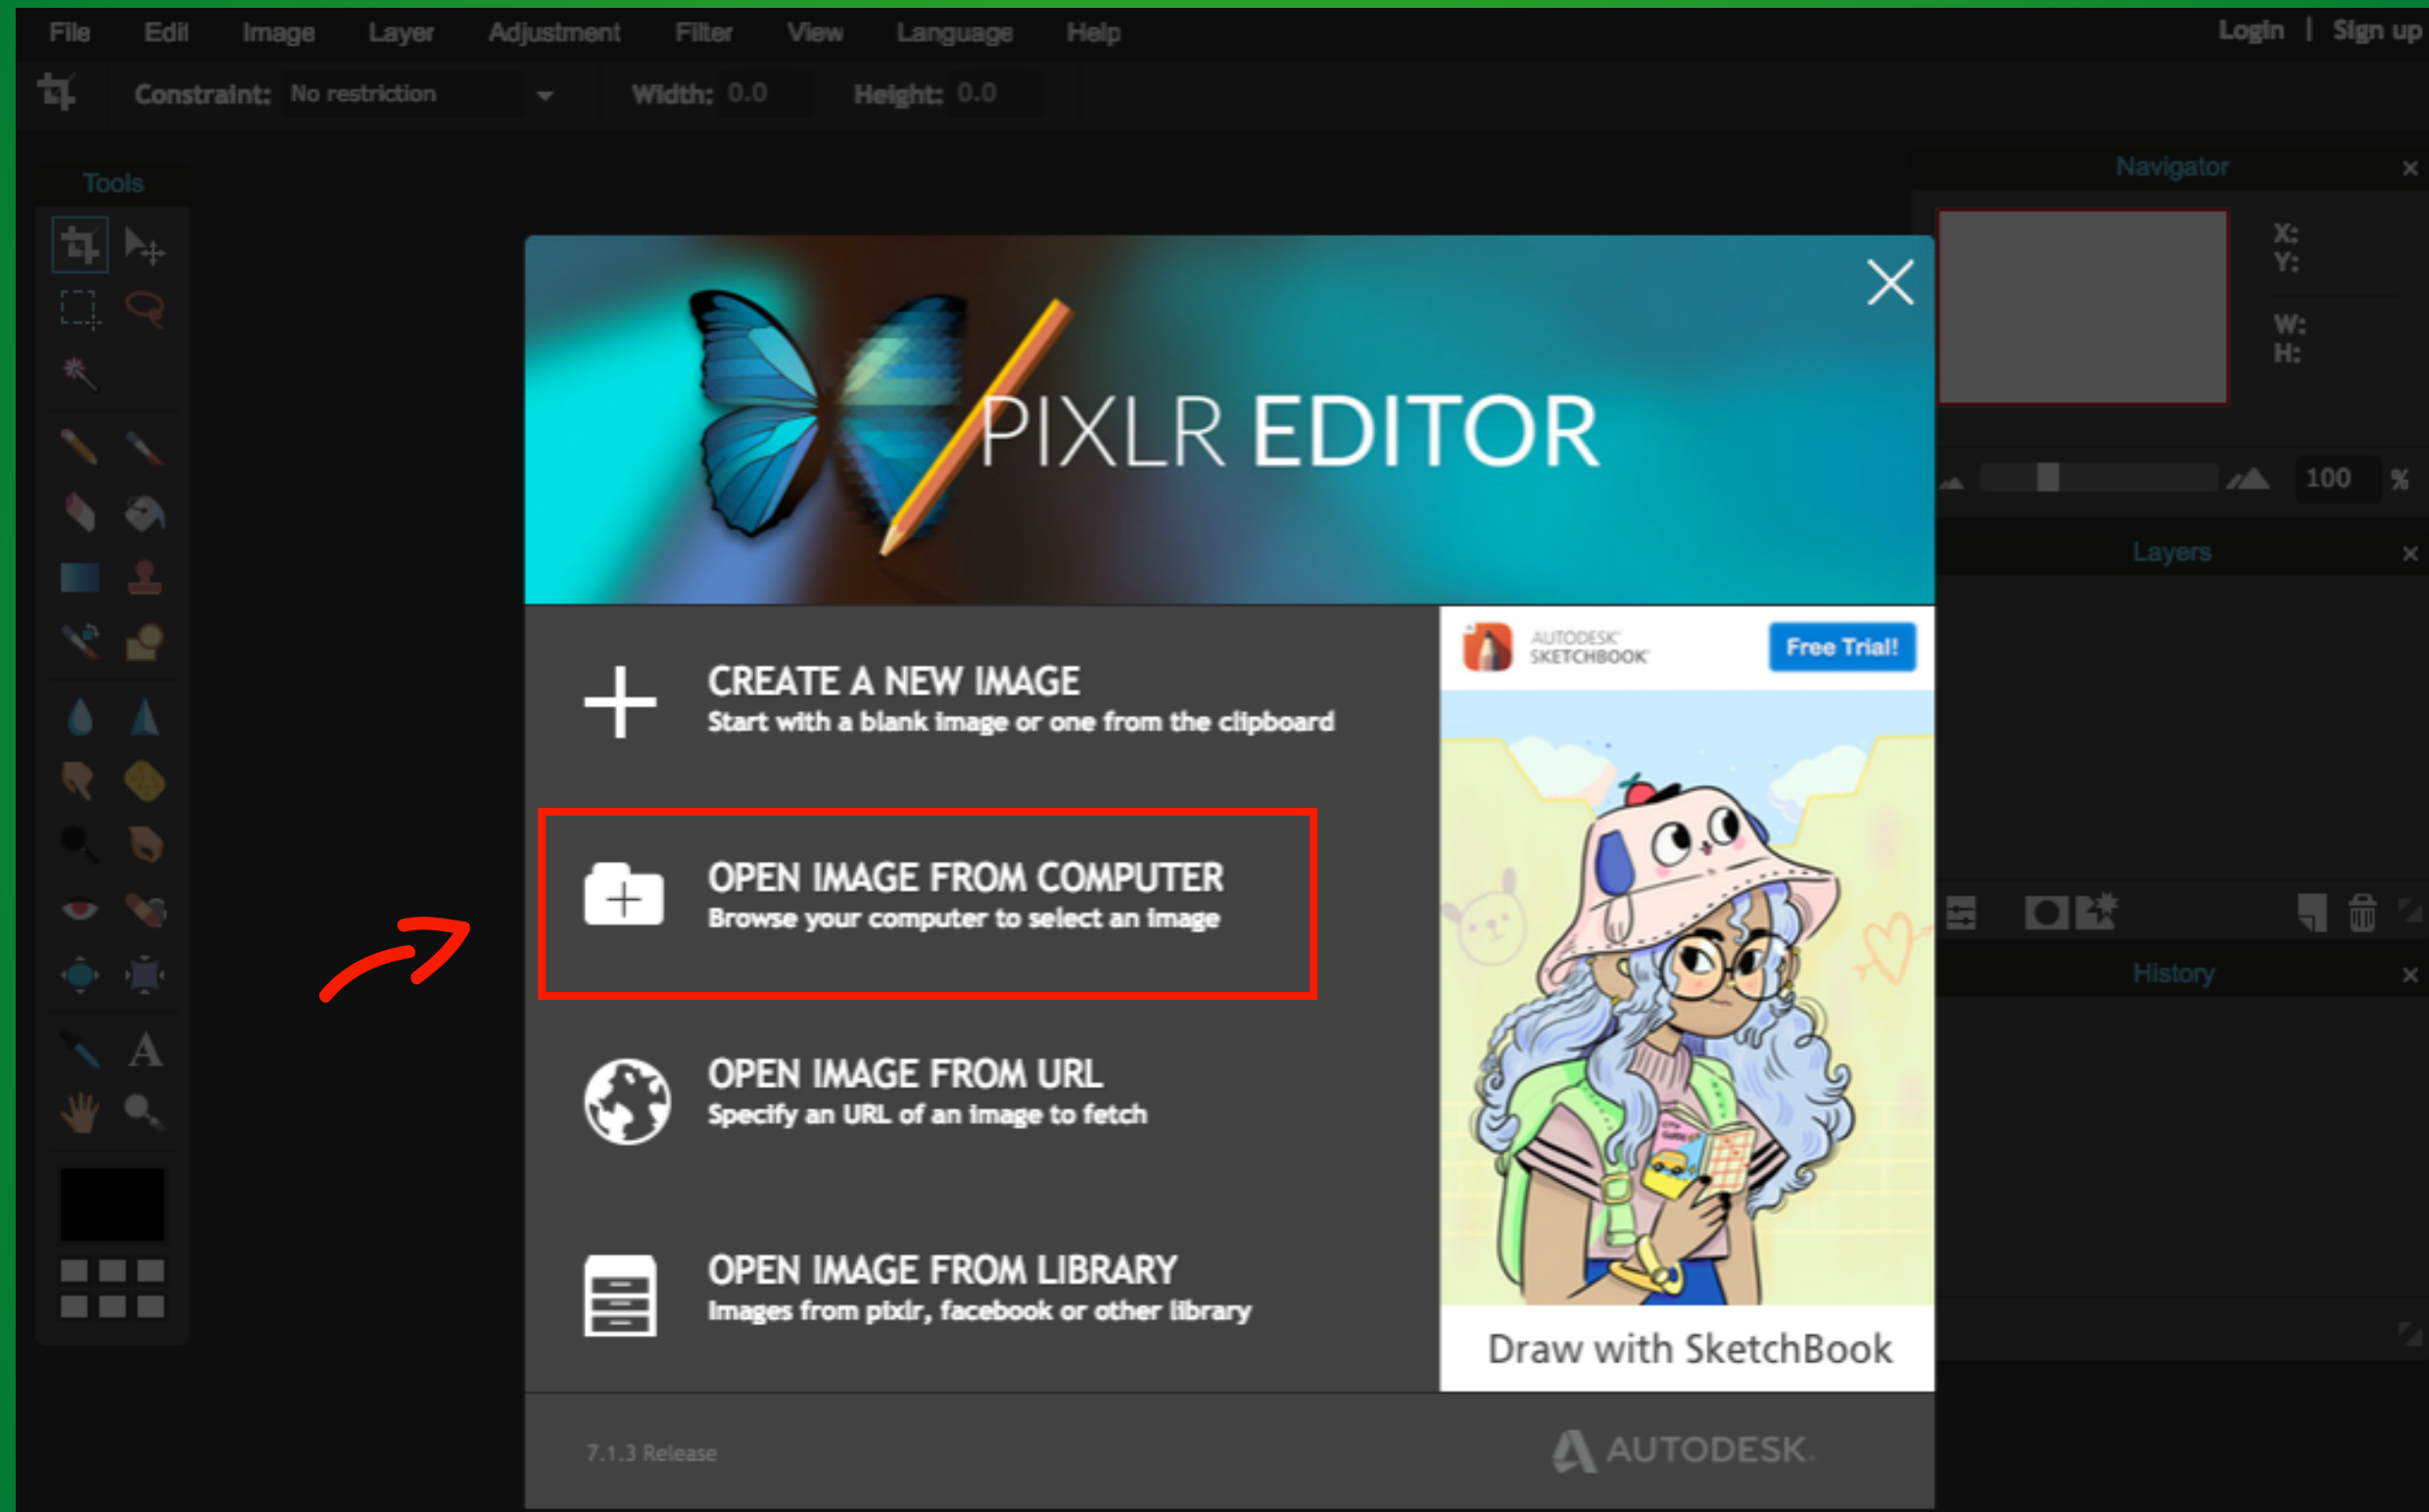 File Edit Image Layer Adjustment Filter View Language Help
Login | Sign up
Constraint: No restriction Width: 0.0 Height: 0.0
Tools
A
Navigator
X:
Y:
W:
H:
100 %
Layers
History
PIXLR EDITOR
CREATE A NEW IMAGE
Start with a blank image or one from the clipboard
OPEN IMAGE FROM COMPUTER
Browse your computer to select an image
OPEN IMAGE FROM URL
Specify an URL of an image to fetch
OPEN IMAGE FROM LIBRARY
Images from pixlr, facebook or other library
AUTODESK
SKETCHBOOK
Free Trial!
Draw with SketchBook
7.1.3 Release
AUTODESK.